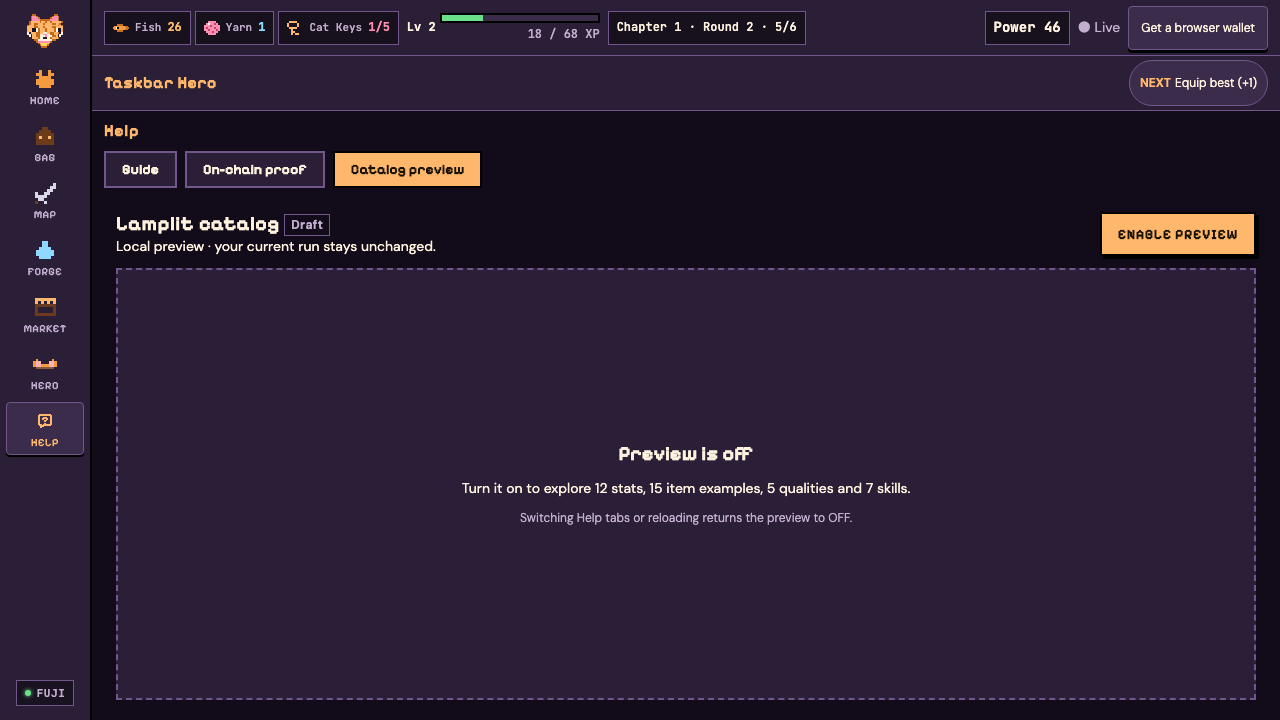 Fish 26
Yarn 1
Cat Keys 1/5
Lv 2
18 / 68 XP
Chapter 1 · Round 2 · 5/6
Power 46
Live
Get a browser wallet
HOME
BAG
MAP
FORGE
MARKET
HERO
HELP
FUJI
Taskbar Hero
NEXT Equip best (+1)
Help
Guide
On-chain proof
Catalog preview
Lamplit catalog Draft
Local preview · your current run stays unchanged.
ENABLE PREVIEW
Preview is off
Turn it on to explore 12 stats, 15 item examples, 5 qualities and 7 skills.
Switching Help tabs or reloading returns the preview to OFF.